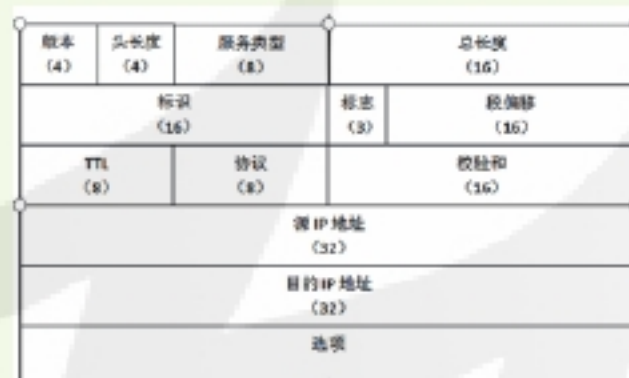 版本 头长度 服务类型 总长度
(4) (4) (8) (16)
标识 标志 段偏移
(16) (3) (16)
TTL 协议 校验和
(8) (8) (16)
源 IP 地址
(32)
目的IP 地址
(32)
选项